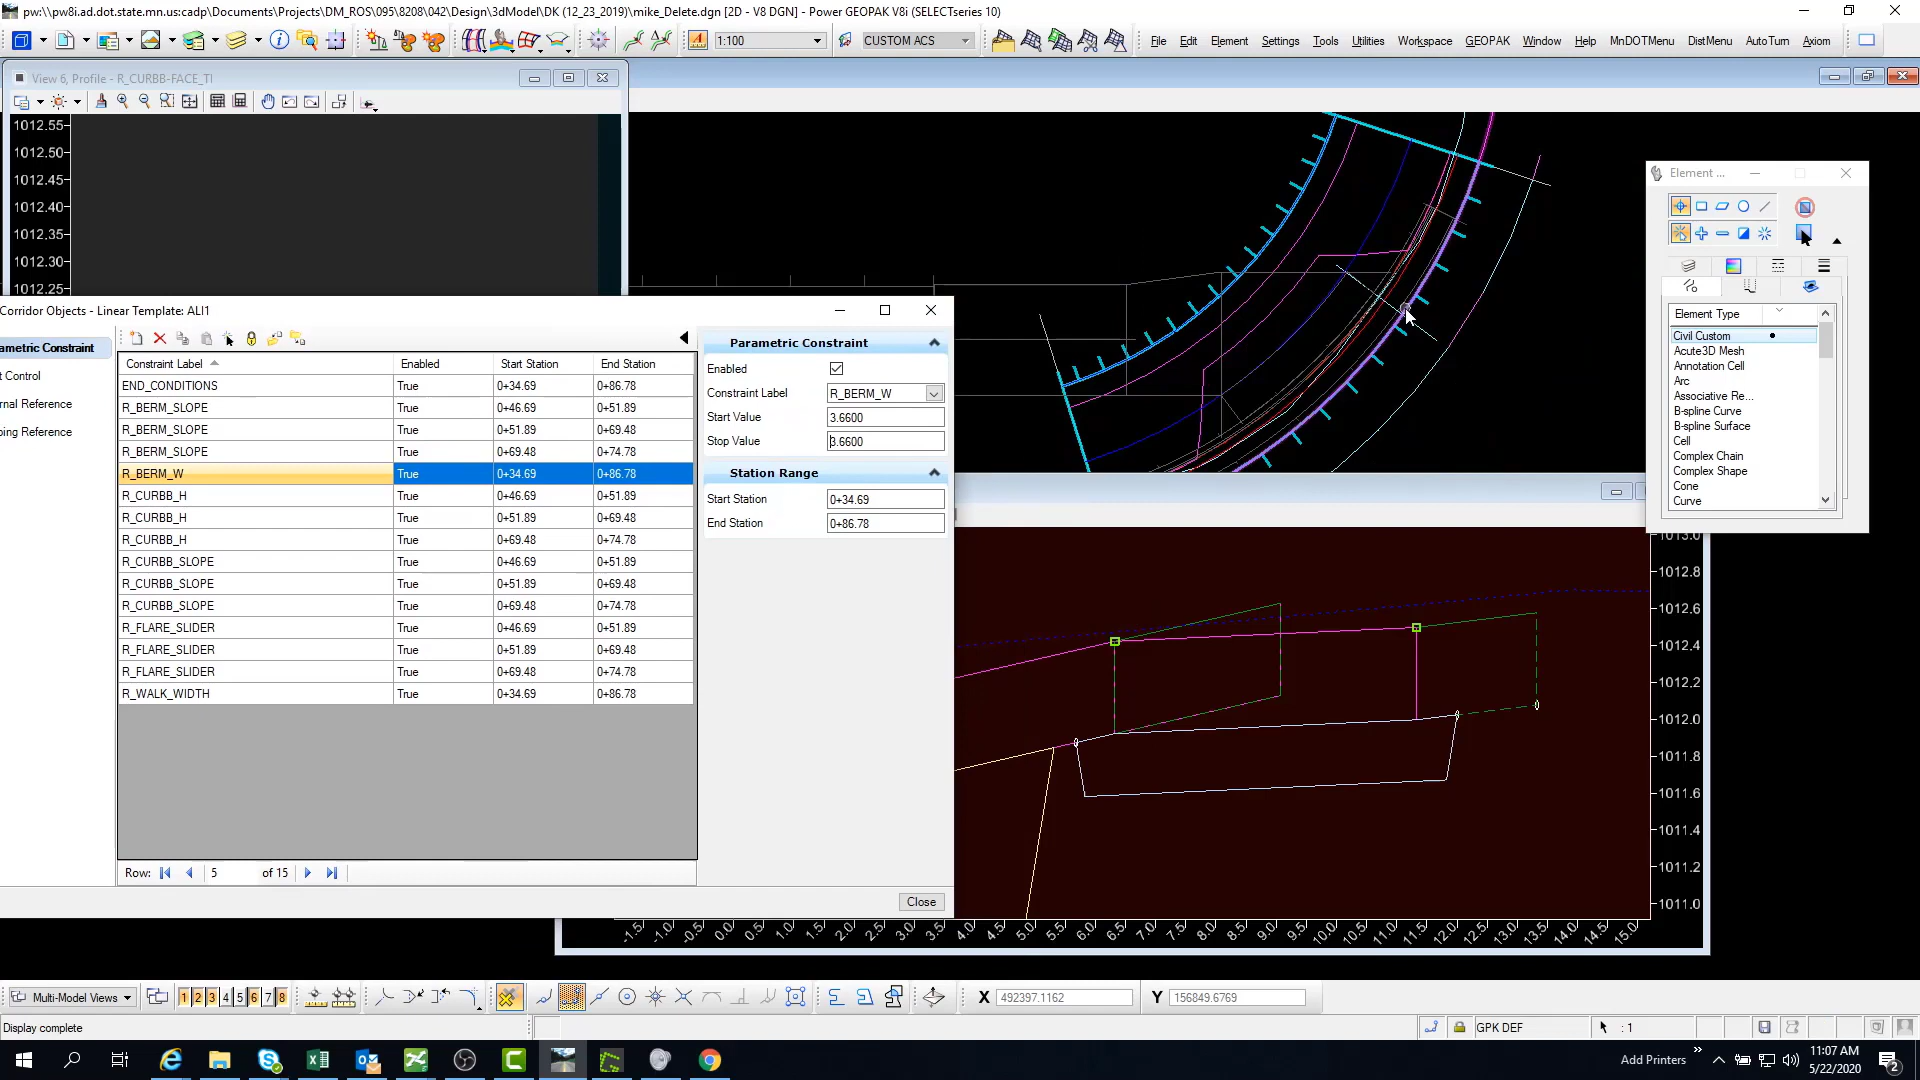 pw:\\pw8i.ad.dot.state.mn.us:cadp\Documents\Projects\DM_ROS\095\8208\042\Design\3dModel\DK (12_23_2019)\mike_Delete.dgn [2D - V8 DGN] - Power GEOPAK V8i (SELECTseries 10)
1:100
CUSTOM ACS
File Edit Element Settings Tools Utilities Workspace GEOPAK Window Help MnDOTMenu DistMenu AutoTurn Axiom
View 6, Profile - R_CURBB-FACE_TI
1012.55
1012.50
1012.45
1012.40
1012.35
1012.30
1012.25
Element ...
Element Type
Civil Custom
Acute3D Mesh
Annotation Cell
Arc
Associative Re...
B-spline Curve
B-spline Surface
Cell
Complex Chain
Complex Shape
Cone
Curve
Corridor Objects - Linear Template: ALI1
ametric Constraint
t Control
rnal Reference
ping Reference
Constraint Label Enabled Start Station End Station
END_CONDITIONS True 0+34.69 0+86.78
R_BERM_SLOPE True 0+46.69 0+51.89
R_BERM_SLOPE True 0+51.89 0+69.48
R_BERM_SLOPE True 0+69.48 0+74.78
R_BERM_W True 0+34.69 0+86.78
R_CURBB_H True 0+46.69 0+51.89
R_CURBB_H True 0+51.89 0+69.48
R_CURBB_H True 0+69.48 0+74.78
R_CURBB_SLOPE True 0+46.69 0+51.89
R_CURBB_SLOPE True 0+51.89 0+69.48
R_CURBB_SLOPE True 0+69.48 0+74.78
R_FLARE_SLIDER True 0+46.69 0+51.89
R_FLARE_SLIDER True 0+51.89 0+69.48
R_FLARE_SLIDER True 0+69.48 0+74.78
R_WALK_WIDTH True 0+34.69 0+86.78
Row: 5 of 15
Parametric Constraint
Enabled
Constraint Label R_BERM_W
Start Value 3.6600
Stop Value 3.6600
Station Range
Start Station 0+34.69
End Station 0+86.78
Close
1013.0
1012.8
1012.6
1012.4
1012.2
1012.0
1011.8
1011.6
1011.4
1011.2
1011.0
-1.5 -1.0 -0.5 0.0 0.5 1.0 1.5 2.0 2.5 3.0 3.5 4.0 4.5 5.0 5.5 6.0 6.5 7.0 7.5 8.0 8.5 9.0 9.5 10.0 10.5 11.0 11.5 12.0 12.5 13.0 13.5 14.0 14.5 15.0
Multi-Model Views 1 2 3 4 5 6 7 8 X 492397.1162 Y 156849.6769
Display complete GPK DEF : 1
Add Printers
11:07 AM
5/22/2020
2